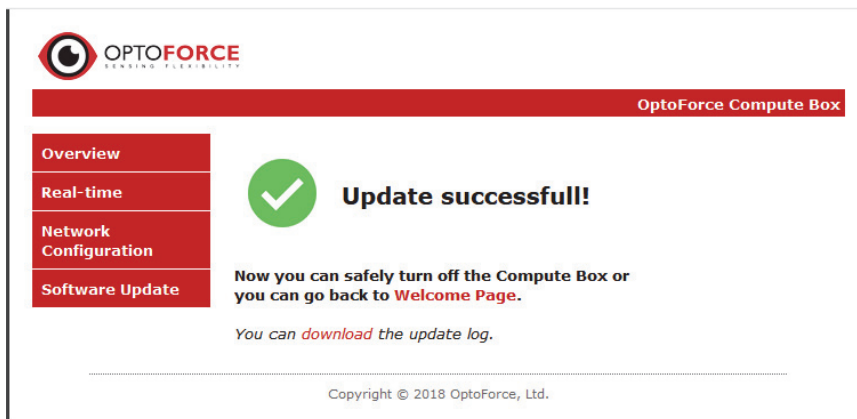 OPTOFORCE
SENSING FLEXIBILITY
OptoForce Compute Box
Overview
Real-time
Network
Configuration
Software Update
Update successfull!
Now you can safely turn off the Compute Box or
you can go back to Welcome Page.
You can download the update log.
Copyright © 2018 OptoForce, Ltd.